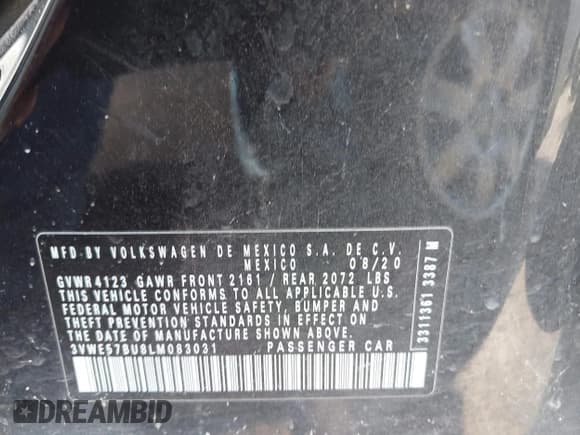 MFD.BY VOLKSWAGEN DE MEXICO S.A. DE C.V.
MEXICO 08/20
GVWR 4123 GAWR FRONT 2161 / REAR 2072 LBS
THIS VEHICLE CONFORMS TO ALL APPLICABLE U.S.
FEDERAL MOTOR VEHICLE SAFETY, BUMPER AND
THEFT PREVENTION STANDARDS IN EFFECT ON
THE DATE OF MANUFACTURE SHOWN ABOVE.
3VWE57BU8LM083031 PASSENGER CAR
3311361 3387 M
DREAMBID